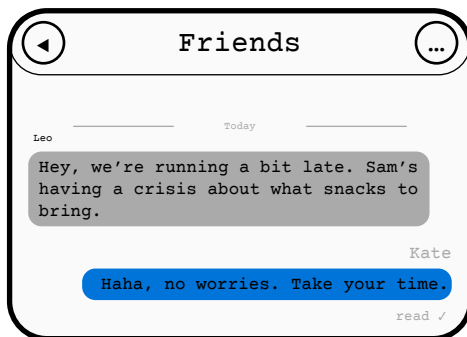 Friends
...
Today
Leo
Hey, we’re running a bit late. Sam’s
having a crisis about what snacks to
bring.
Kate
Haha, no worries. Take your time.
read ✓